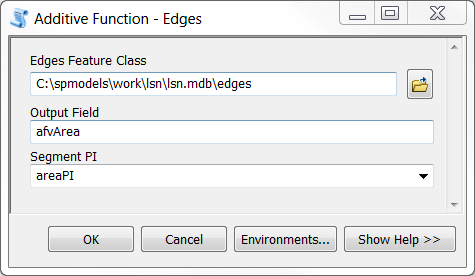 Additive Function - Edges
Edges Feature Class
C:\spmodels\work\lsn\lsn.mdb\edges
Output Field
afvArea
Segment PI
areaPI
OK
Cancel
Environments...
Show Help >>